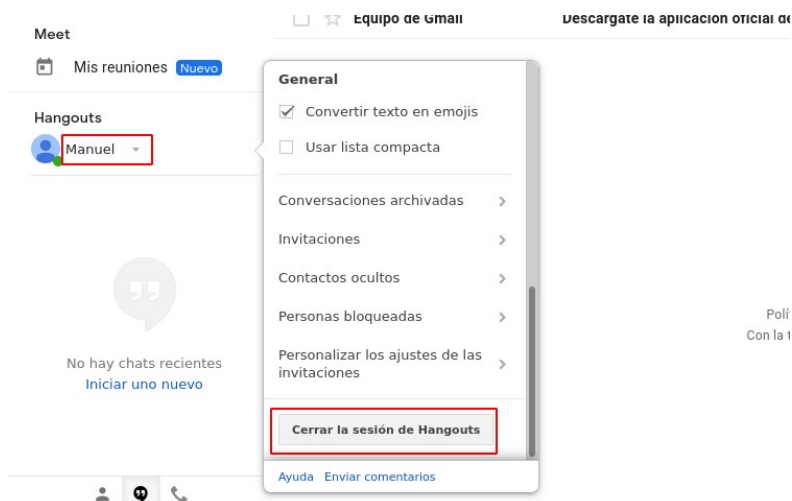 Equipo de Gmail
Descárgate la aplicación oficial de
Meet
Mis reuniones Nuevo
Hangouts
Manuel
No hay chats recientes
Iniciar uno nuevo
General
Convertir texto en emojis
Usar lista compacta
Conversaciones archivadas
Invitaciones
Contactos ocultos
Personas bloqueadas
Personalizar los ajustes de las
invitaciones
Cerrar la sesión de Hangouts
Ayuda Enviar comentarios
Con la